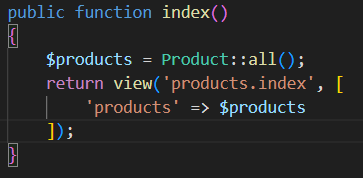 public function index()
{
    $products = Product::all();
    return view('products.index', [
        'products' => $products
    ]);
}